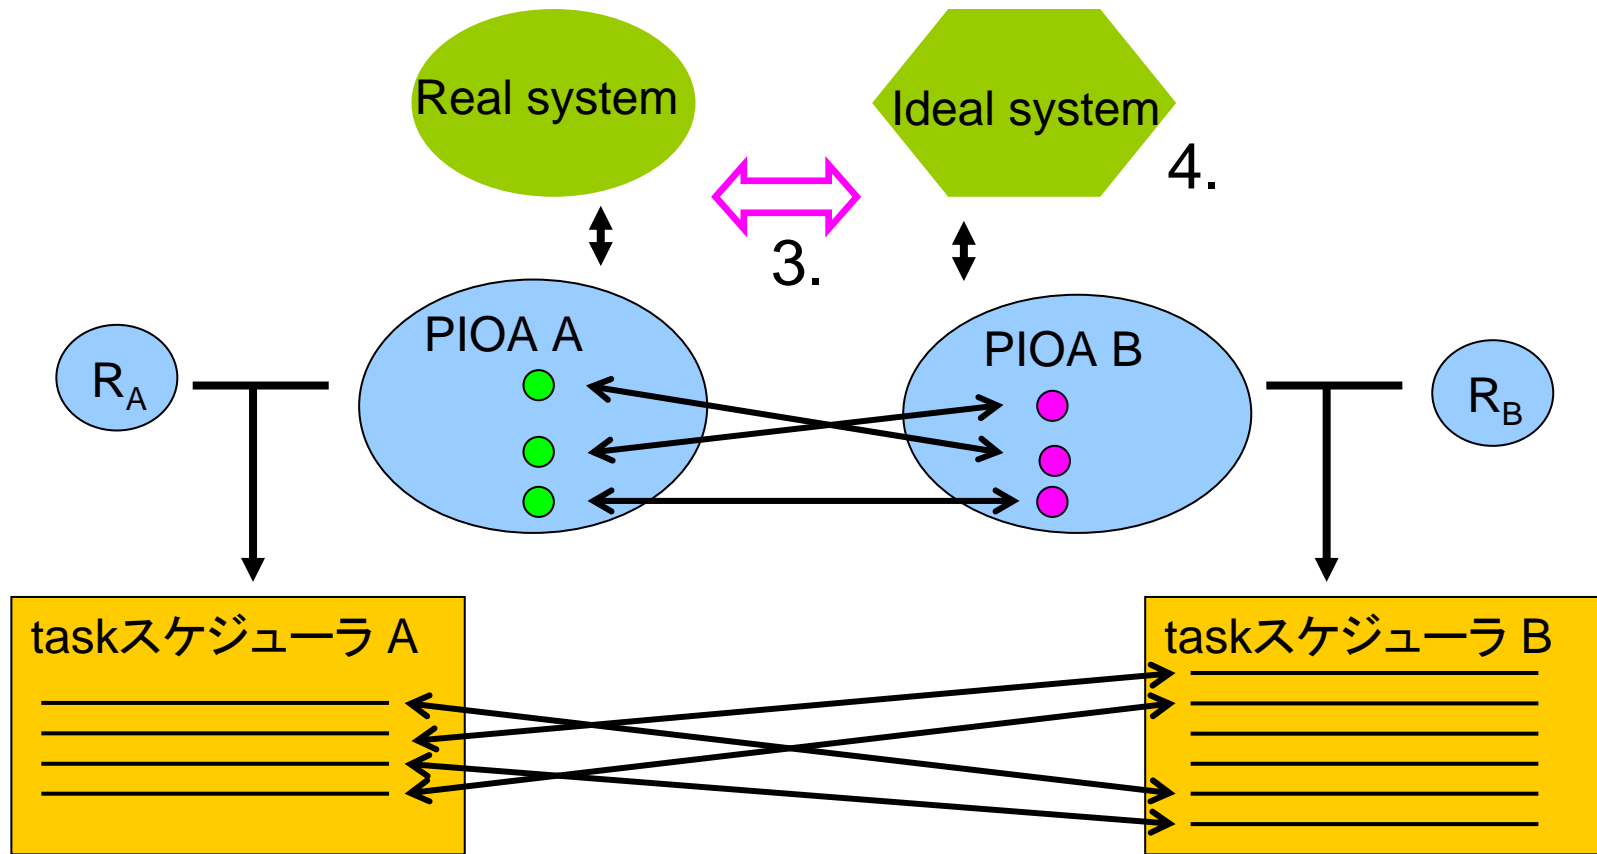 Real system
Ideal system
4.
3.
PIOA A
PIOA B
RA
RB
taskスケジューラ A
taskスケジューラ B